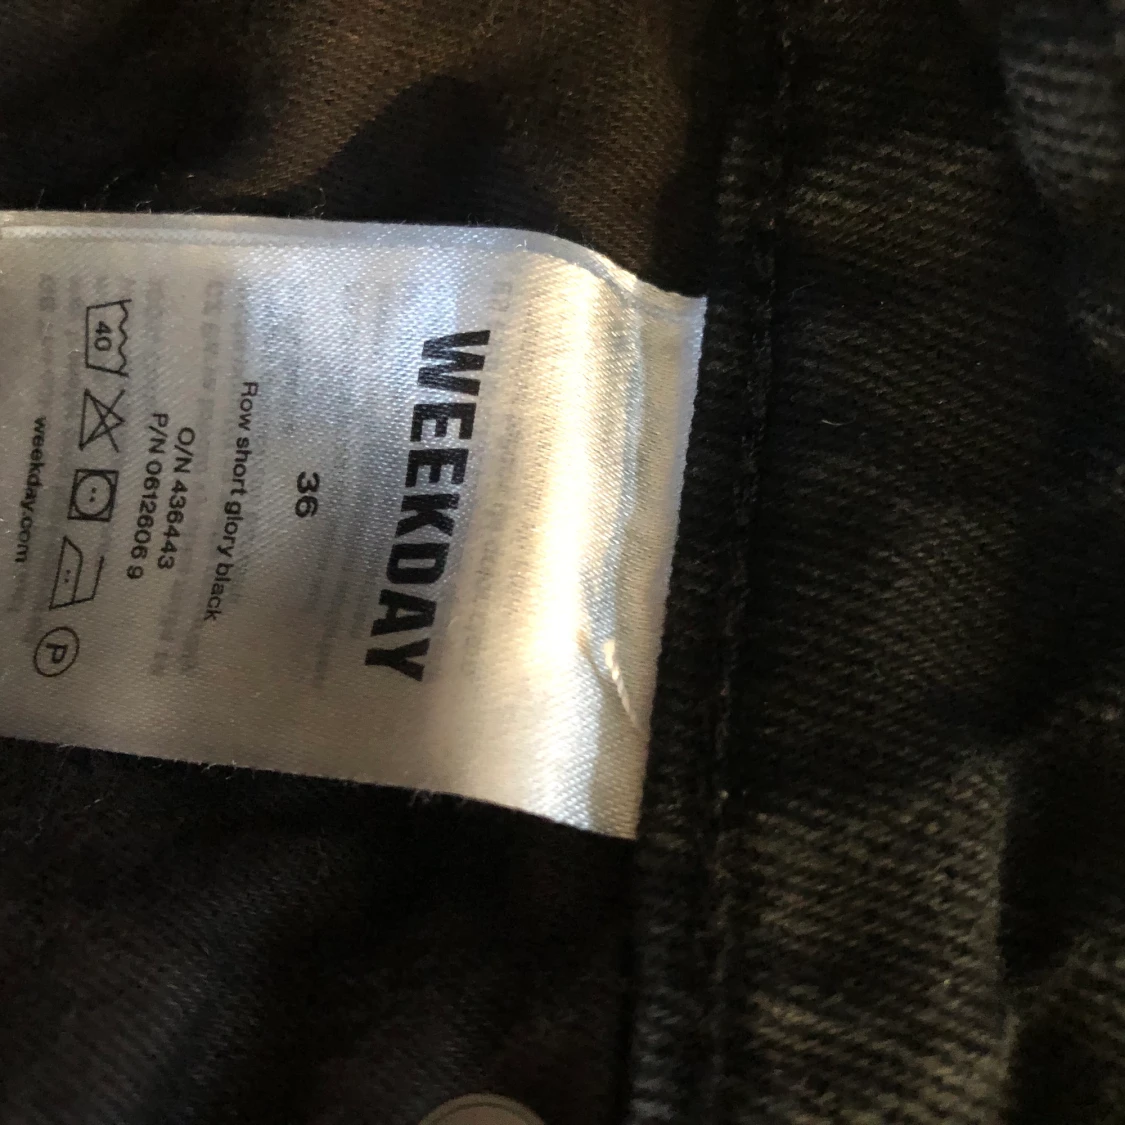 WEEKDAY
36
Row short glory black
O/N 436443
P/N 0612606 9
40
P
weekday.com